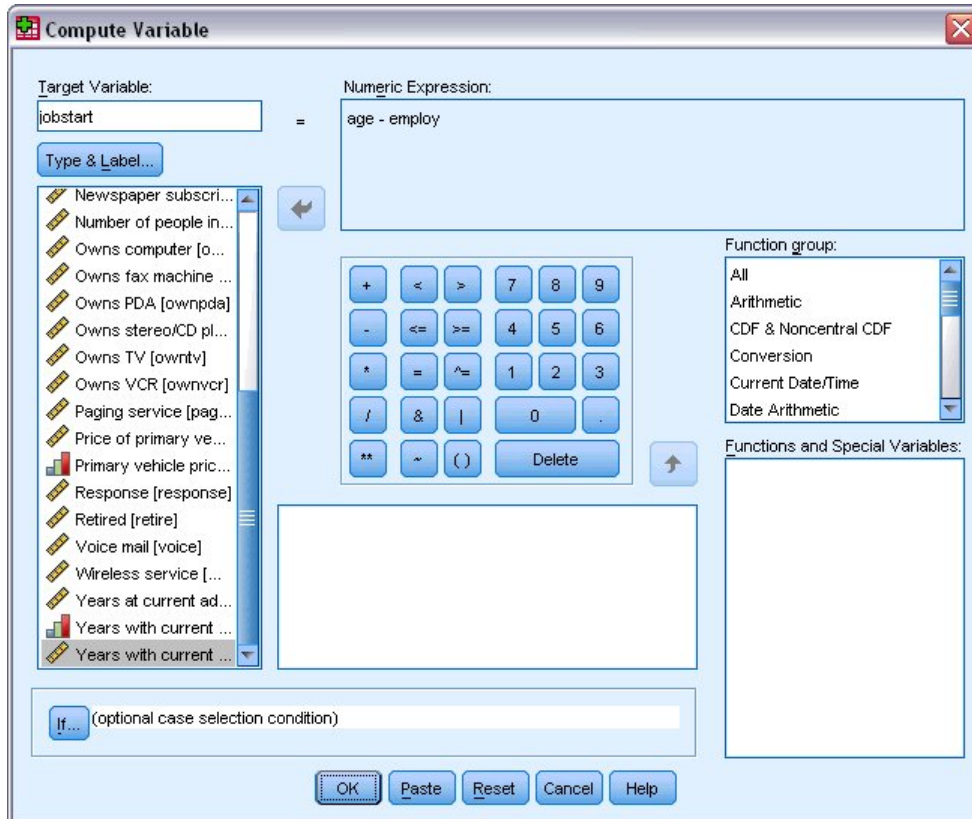 Compute Variable
Target Variable:
jobstart
=
Numeric Expression:
age - employ
Type & Label...
Newspaper subscri...
Number of people in...
Owns computer [o...
Owns fax machine ...
Owns PDA [ownpda]
Owns stereo/CD pl...
Owns TV [owntv]
Owns VCR [ownvcr]
Paging service [pag...
Price of primary ve...
Primary vehicle pric...
Response [response]
Retired [retire]
Voice mail [voice]
Wireless service [...
Years at current ad...
Years with current ...
Years with current ...
+ < > 7 8 9
- <= >= 4 5 6
* = ^= 1 2 3
/ & | 0 .
** ~ ( ) Delete
Function group:
All
Arithmetic
CDF & Noncentral CDF
Conversion
Current Date/Time
Date Arithmetic
Functions and Special Variables:
If... (optional case selection condition)
OK Paste Reset Cancel Help